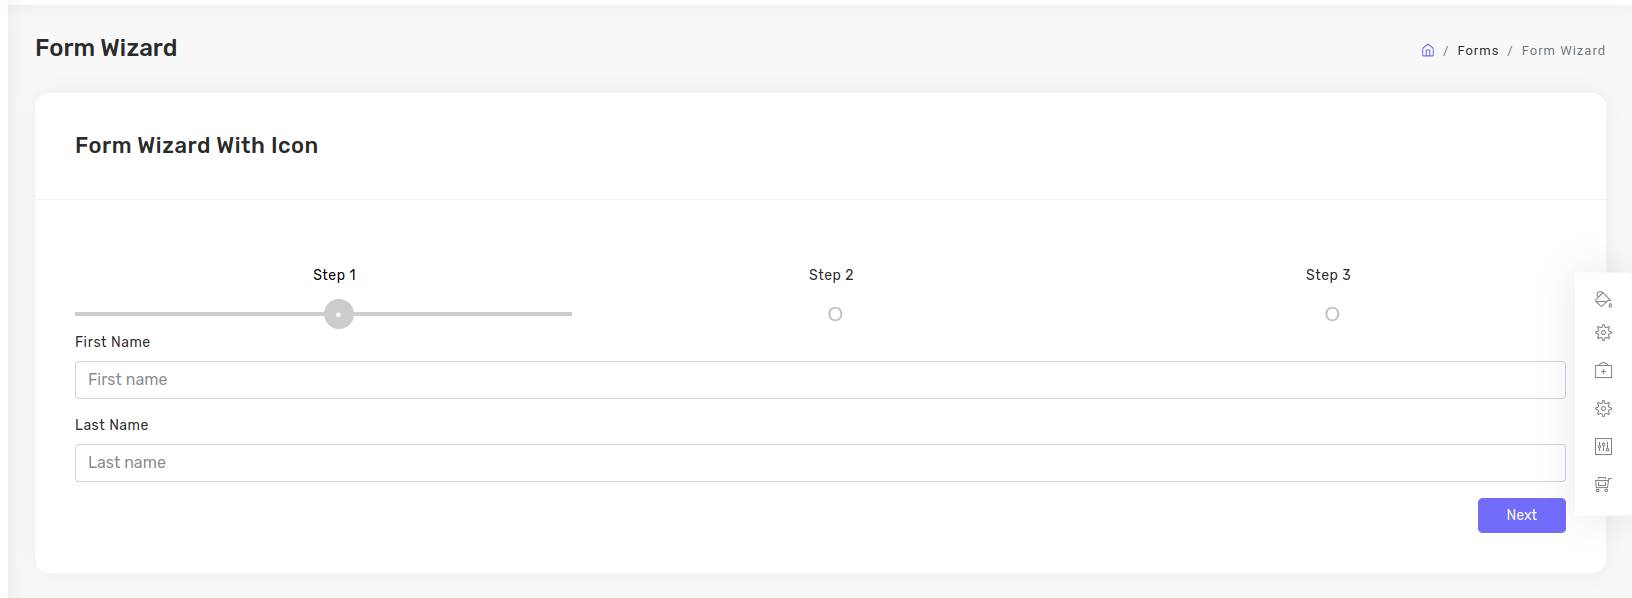 Form Wizard
/ Forms / Form Wizard
Form Wizard With Icon
Step 1 Step 2 Step 3
First Name
First name
Last Name
Last name
Next